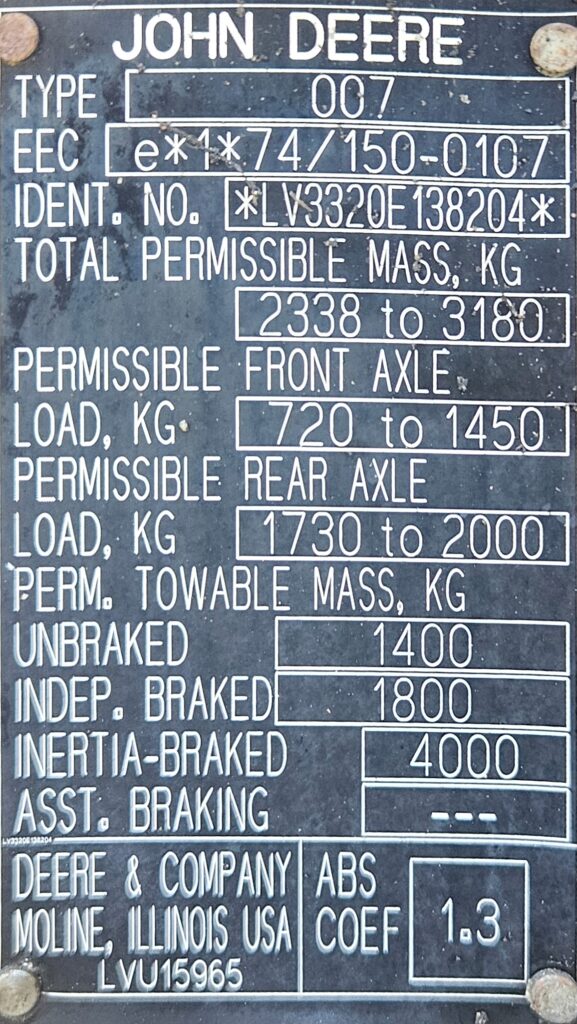 JOHN DEERE
TYPE 007
EEC e*1*74/150-0107
IDENT. NO. *LV3320E138204*
TOTAL PERMISSIBLE MASS, KG
2338 to 3180
PERMISSIBLE FRONT AXLE
LOAD, KG 720 to 1450
PERMISSIBLE REAR AXLE
LOAD, KG 1730 to 2000
PERM. TOWABLE MASS, KG
UNBRAKED 1400
INDEP. BRAKED 1800
INERTIA-BRAKED 4000
ASST. BRAKING ---
LV3320E138204
DEERE & COMPANY
MOLINE, ILLINOIS USA
LVU15965
ABS
COEF 1.3